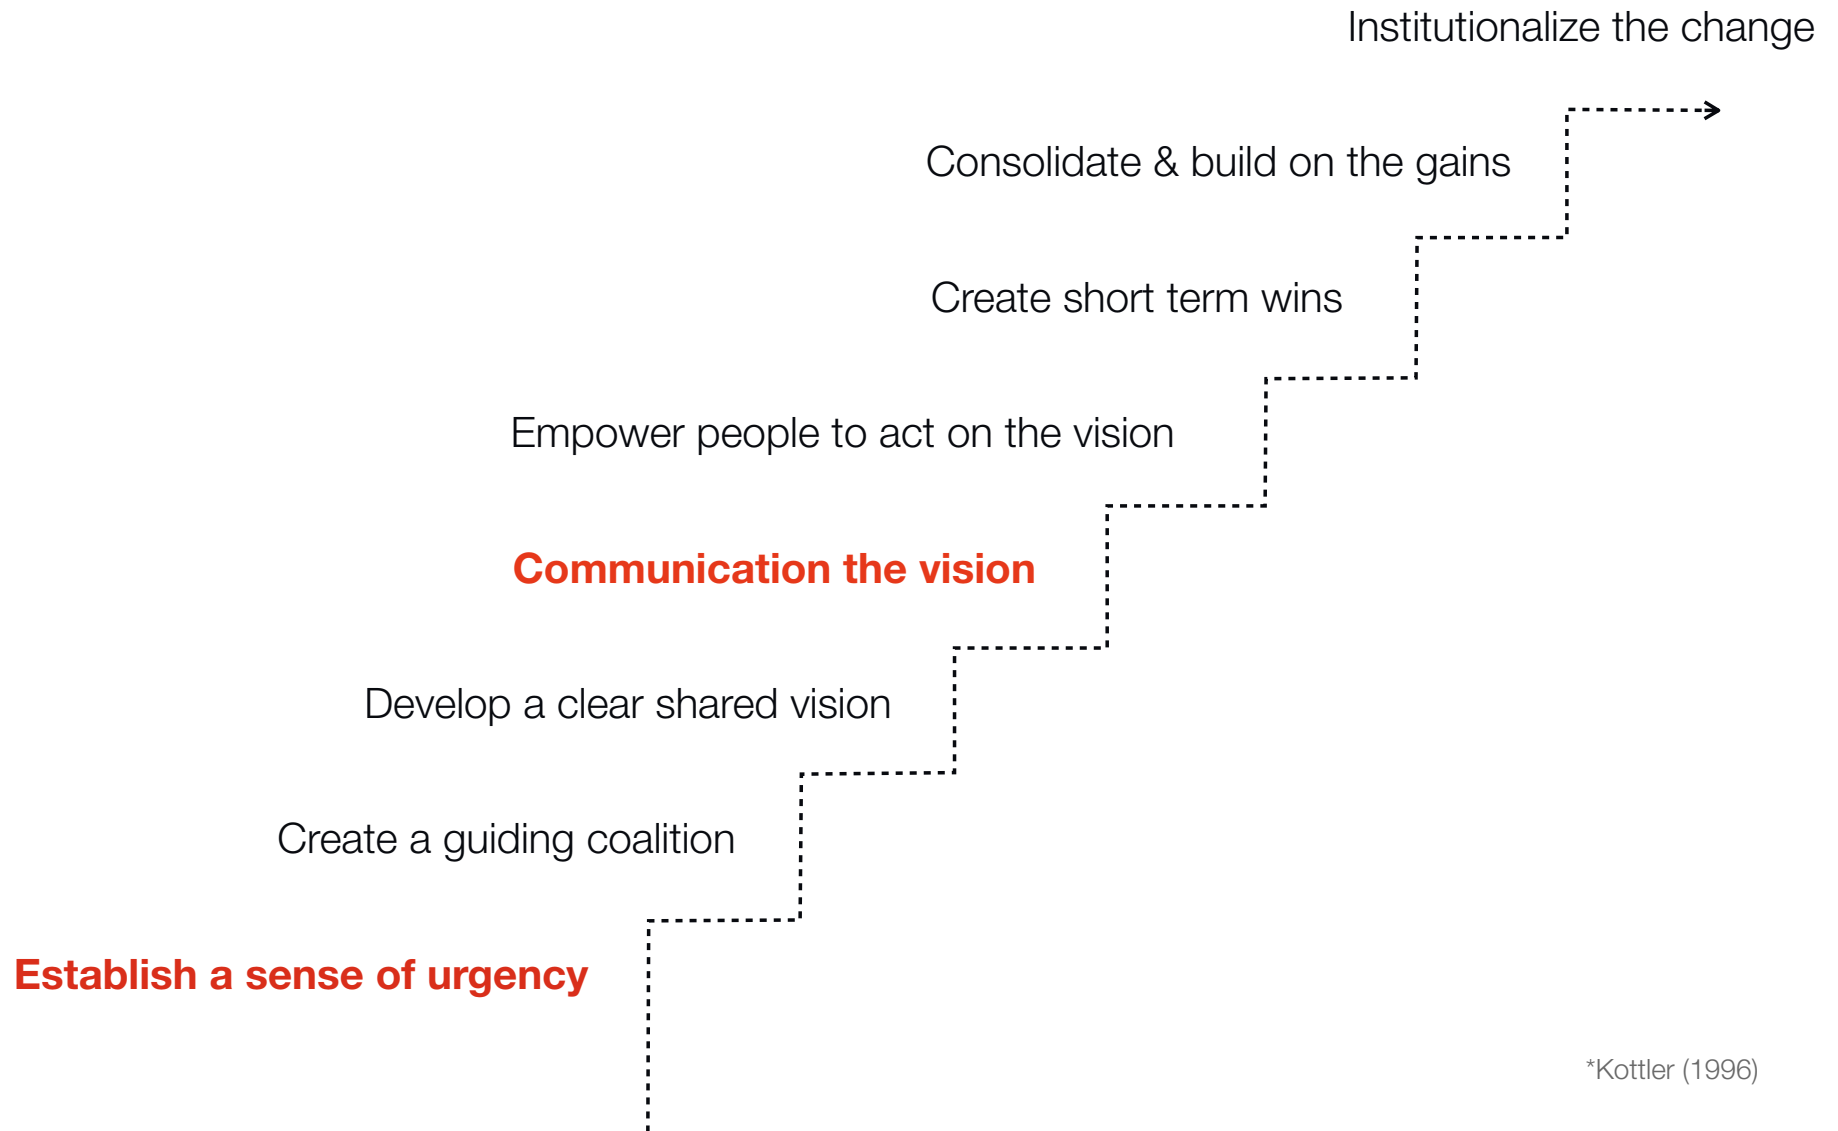 Institutionalize the change
Consolidate & build on the gains
Create short term wins
Empower people to act on the vision
Communication the vision
Develop a clear shared vision
Create a guiding coalition
Establish a sense of urgency
*Kottler (1996)